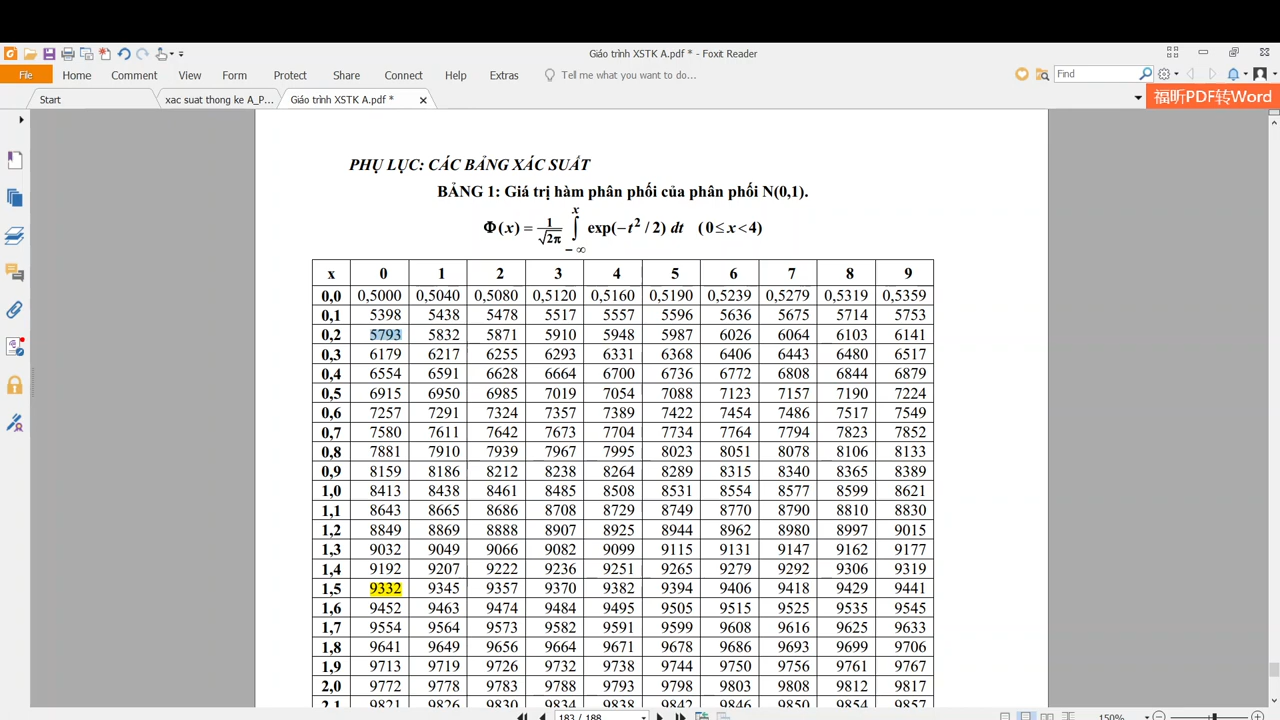 Giáo trình XSTK A.pdf * - Foxit Reader
File Home Comment View Form Protect Share Connect Help Extras Tell me what you want to do... Find
Start xac suat thong ke A_P... Giáo trình XSTK A.pdf * 福昕PDF转Word
PHỤ LỤC: CÁC BẢNG XÁC SUẤT
BẢNG 1: Giá trị hàm phân phối của phân phối N(0,1).
Φ(x) = 1/√2π ∫ −∞ x exp(−t² / 2) dt (0 ≤ x < 4)
x 0 1 2 3 4 5 6 7 8 9
0,0 0,5000 0,5040 0,5080 0,5120 0,5160 0,5190 0,5239 0,5279 0,5319 0,5359
0,1 5398 5438 5478 5517 5557 5596 5636 5675 5714 5753
0,2 5793 5832 5871 5910 5948 5987 6026 6064 6103 6141
0,3 6179 6217 6255 6293 6331 6368 6406 6443 6480 6517
0,4 6554 6591 6628 6664 6700 6736 6772 6808 6844 6879
0,5 6915 6950 6985 7019 7054 7088 7123 7157 7190 7224
0,6 7257 7291 7324 7357 7389 7422 7454 7486 7517 7549
0,7 7580 7611 7642 7673 7704 7734 7764 7794 7823 7852
0,8 7881 7910 7939 7967 7995 8023 8051 8078 8106 8133
0,9 8159 8186 8212 8238 8264 8289 8315 8340 8365 8389
1,0 8413 8438 8461 8485 8508 8531 8554 8577 8599 8621
1,1 8643 8665 8686 8708 8729 8749 8770 8790 8810 8830
1,2 8849 8869 8888 8907 8925 8944 8962 8980 8997 9015
1,3 9032 9049 9066 9082 9099 9115 9131 9147 9162 9177
1,4 9192 9207 9222 9236 9251 9265 9279 9292 9306 9319
1,5 9332 9345 9357 9370 9382 9394 9406 9418 9429 9441
1,6 9452 9463 9474 9484 9495 9505 9515 9525 9535 9545
1,7 9554 9564 9573 9582 9591 9599 9608 9616 9625 9633
1,8 9641 9649 9656 9664 9671 9678 9686 9693 9699 9706
1,9 9713 9719 9726 9732 9738 9744 9750 9756 9761 9767
2,0 9772 9778 9783 9788 9793 9798 9803 9808 9812 9817
2,1 9821 9826 9830 9834 9838 9842 9846 9850 9854 9857
183 / 188 150%